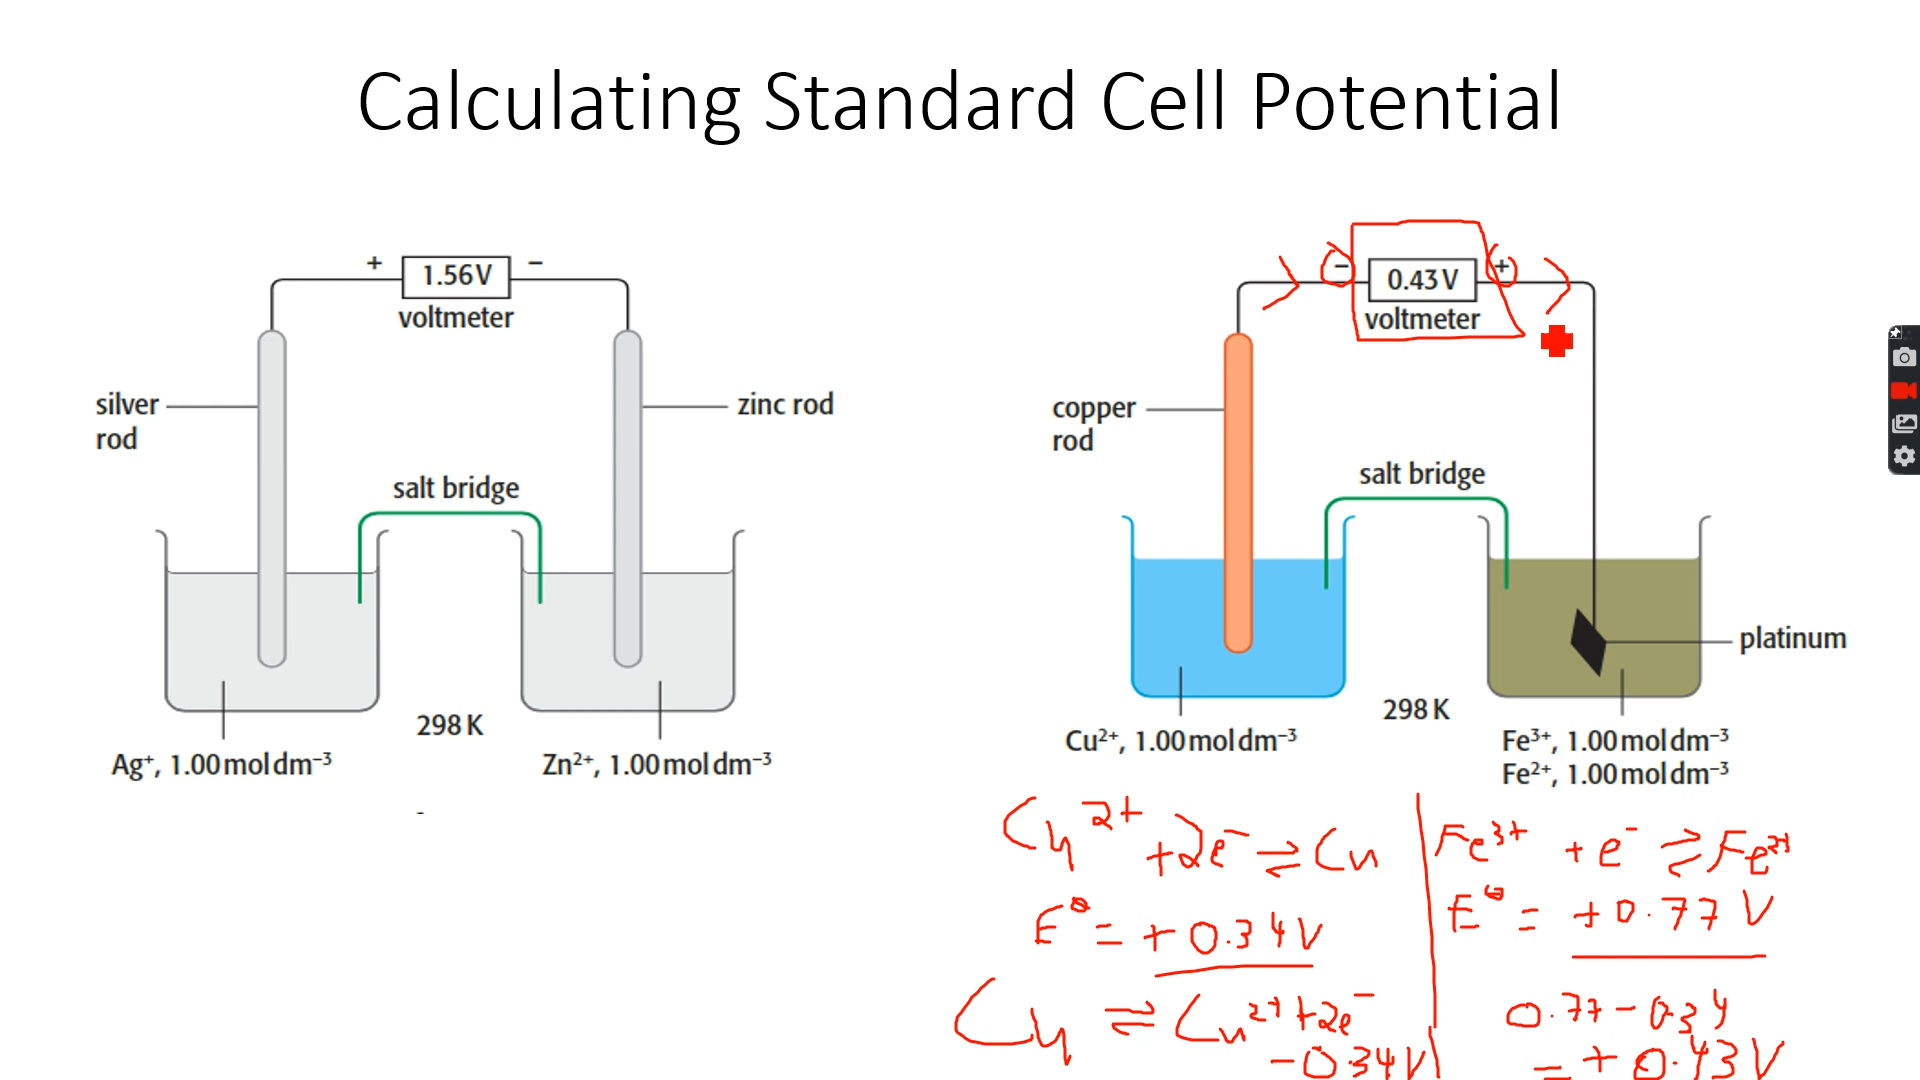 Calculating Standard Cell Potential
+ 1.56 V −
voltmeter
silver
rod
zinc rod
salt bridge
298 K
Ag⁺, 1.00 mol dm⁻³
Zn²⁺, 1.00 mol dm⁻³
-
− 0.43 V +
voltmeter
copper
rod
salt bridge
platinum
298 K
Cu²⁺, 1.00 mol dm⁻³
Fe³⁺, 1.00 mol dm⁻³
Fe²⁺, 1.00 mol dm⁻³
Cu²⁺ + 2e⁻ ⇌ Cu
E⁰ = + 0.34 V
Cu ⇌ Cu²⁺ + 2e⁻
− 0.34 V
Fe³⁺ + e⁻ ⇌ Fe²⁺
E⁰ = +0.77 V
0.77 − 0.34
= + 0.43 V